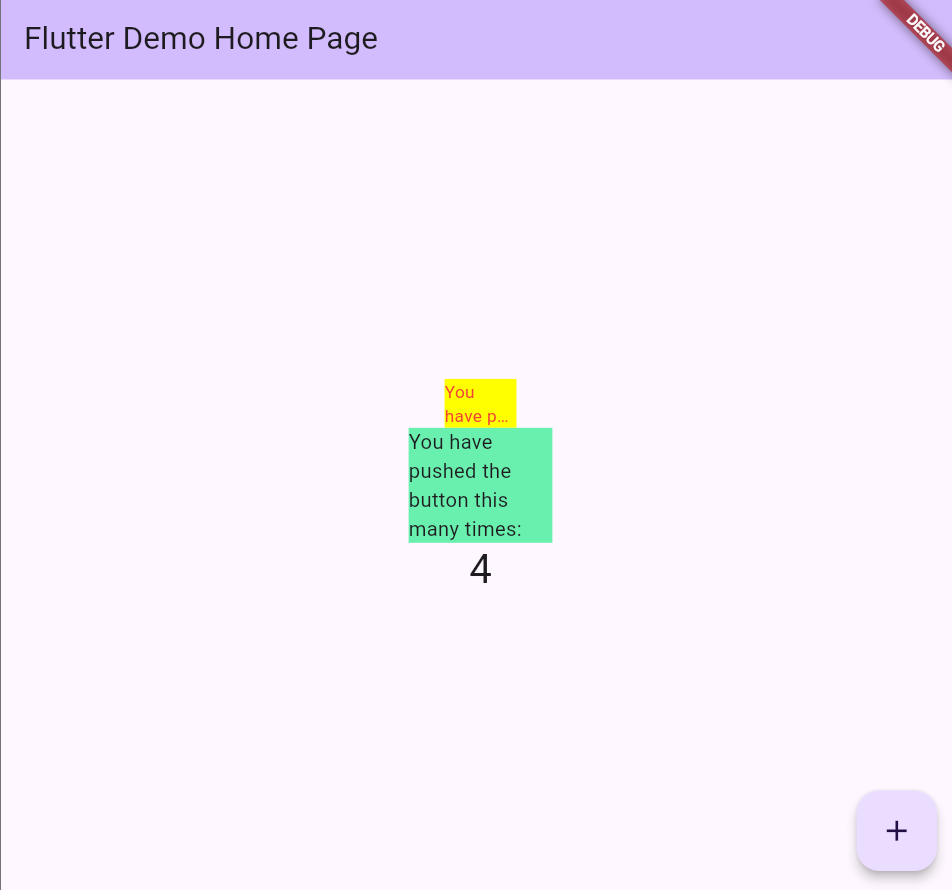 Flutter Demo Home Page
DEBUG
You
have p…
You have
pushed the
button this
many times:
4
+